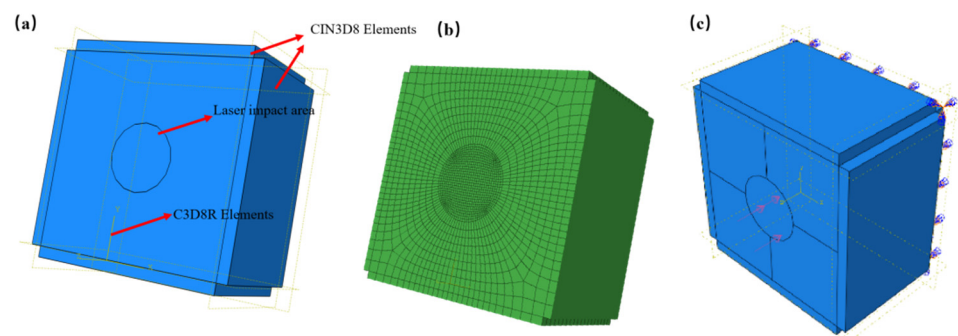 (a)
CIN3D8 Elements
Laser impact area
C3D8R Elements
(b)
(c)